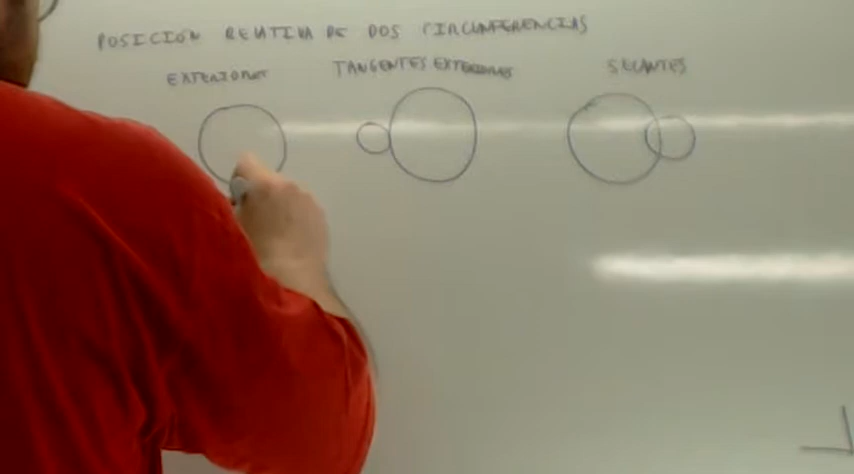 POSICIÓN RELATIVA DE DOS CIRCUNFERENCIAS
EXTERIORES TANGENTES EXTERIORES SECANTES